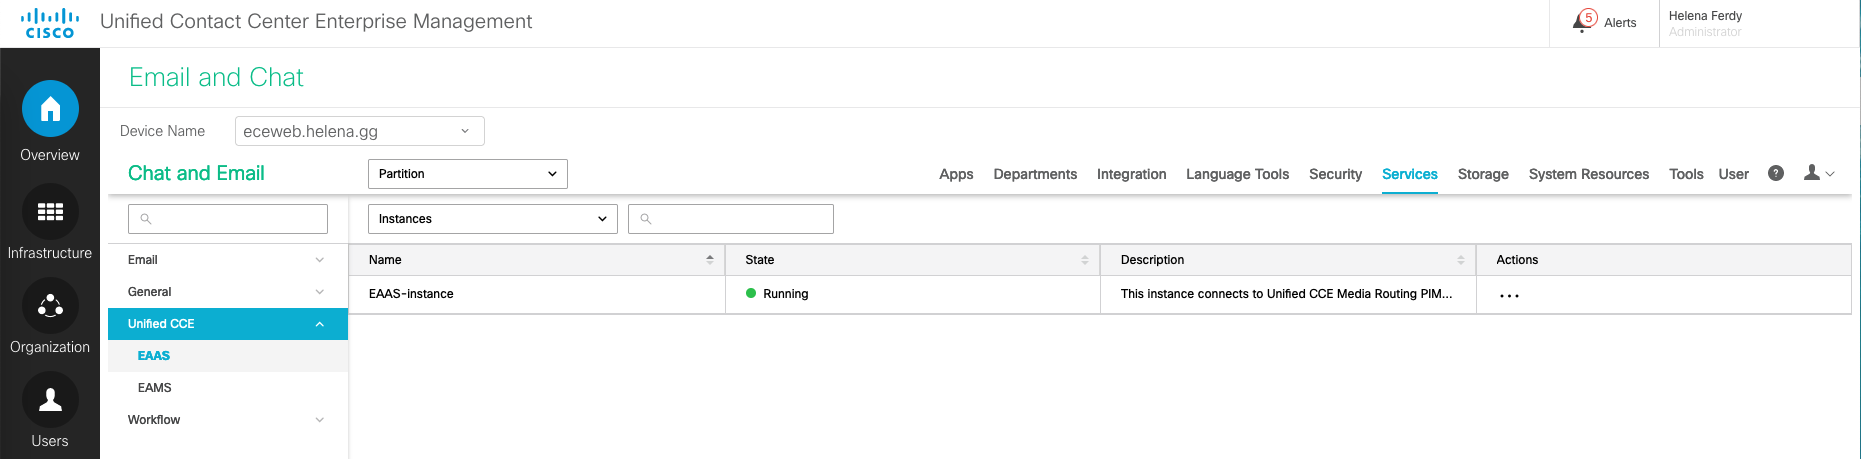 CISCO
Unified Contact Center Enterprise Management
5
Alerts
Helena Ferdy
Administrator
Email and Chat
Device Name
eceweb.helena.gg
Chat and Email
Partition
Apps Departments Integration Language Tools Security Services Storage System Resources Tools User ?
Instances
Name State Description Actions
EAAS-instance Running This instance connects to Unified CCE Media Routing PIM... ...
Email
General
Unified CCE
EAAS
EAMS
Workflow
Overview
Infrastructure
Organization
Users